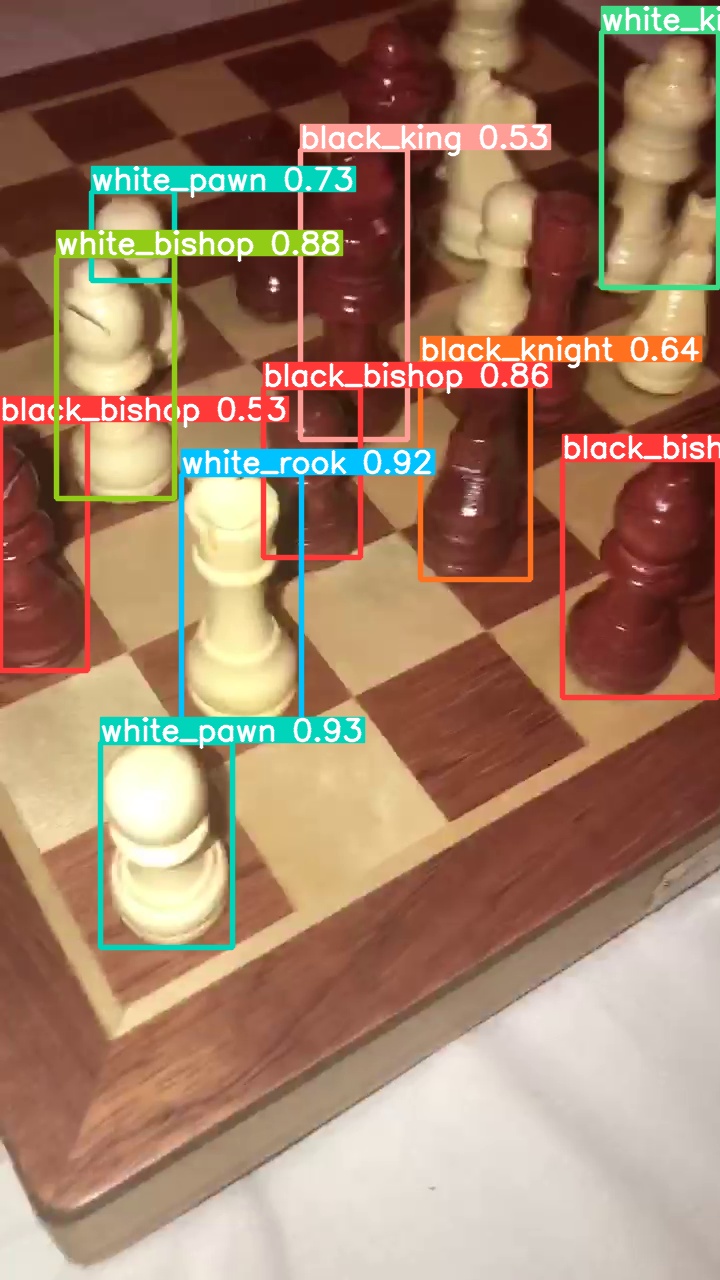 white_ki
black_king 0.53
white_pawn 0.73
white_bishop 0.88
black_knight 0.64
black_bishop 0.86
black_bishop 0.53
black_bish
white_rook 0.92
white_pawn 0.93